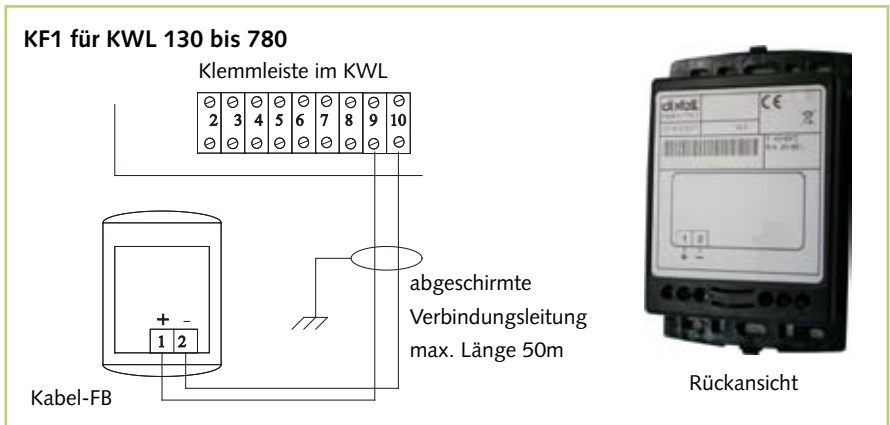 KF1 für KWL 130 bis 780
Klemmleiste im KWL
2 3 4 5 6 7 8 9 10
+ -
1 2
abgeschirmte
Verbindungsleitung
max. Länge 50m
Kabel-FB
dixell
CE
1 2
+ -
Rückansicht